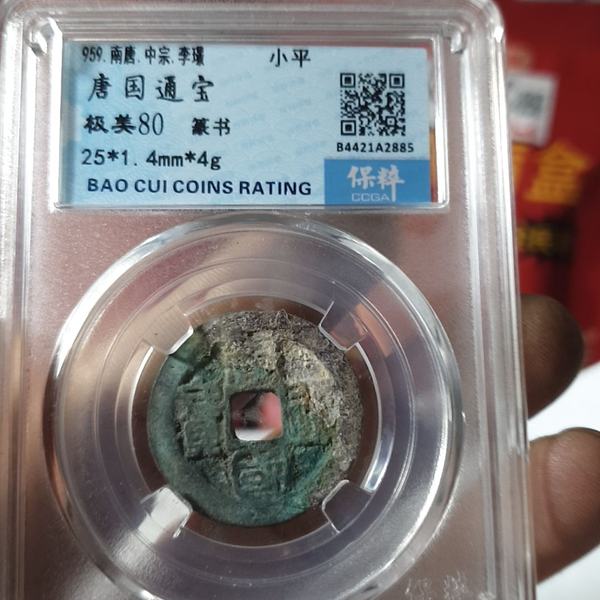 959.南唐.中宗.李璟 小平
唐国通宝
极美80 篆书
25*1.4mm*4g
B4421A2885
BAO CUI COINS RATING
保粹
CCGA